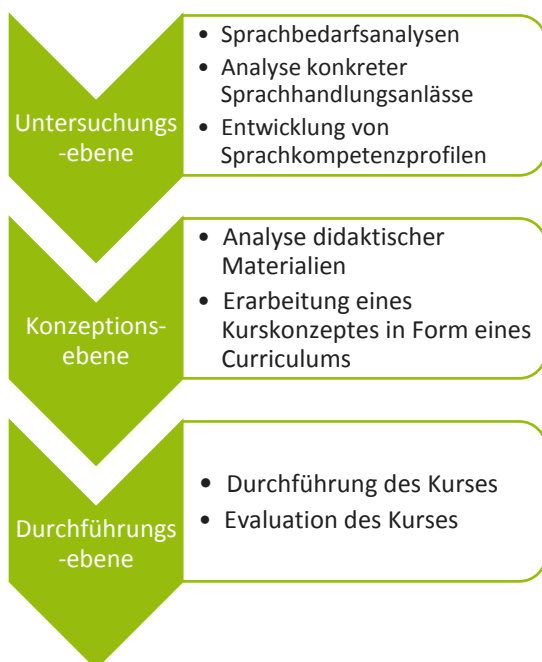 Untersuchungs
-ebene
• Sprachbedarfsanalysen
• Analyse konkreter
Sprachhandlungsanlässe
• Entwicklung von
Sprachkompetenzprofilen
Konzeptions-
ebene
• Analyse didaktischer
Materialien
• Erarbeitung eines
Kurskonzeptes in Form eines
Curriculums
Durchführungs
-ebene
• Durchführung des Kurses
• Evaluation des Kurses